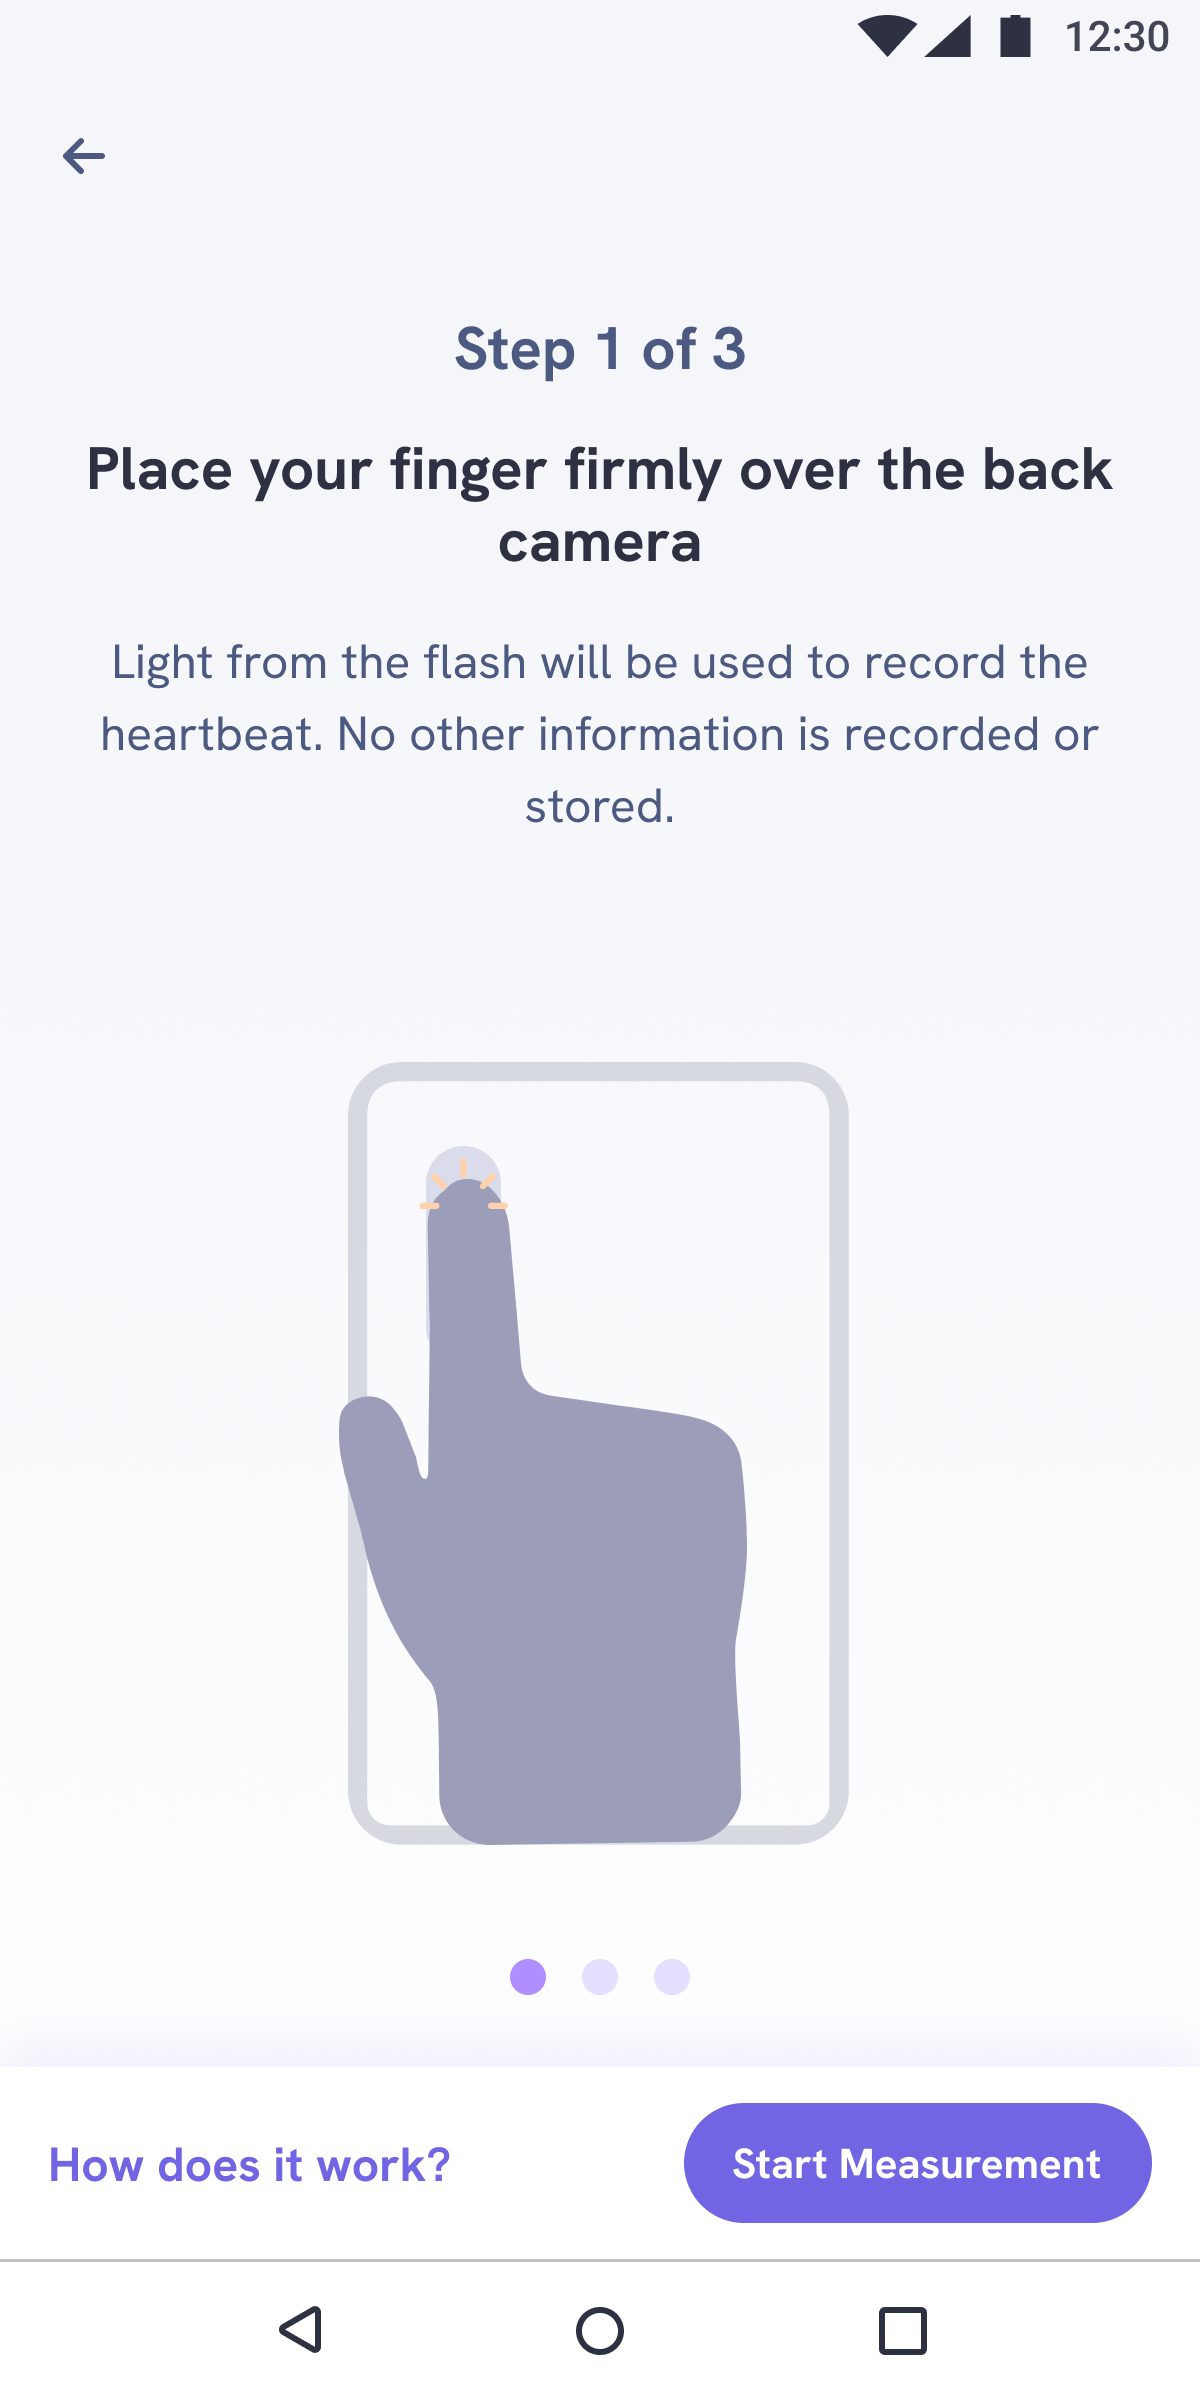 12:30
Step 1 of 3
Place your finger firmly over the back
camera
Light from the flash will be used to record the
heartbeat. No other information is recorded or
stored.
How does it work?
Start Measurement